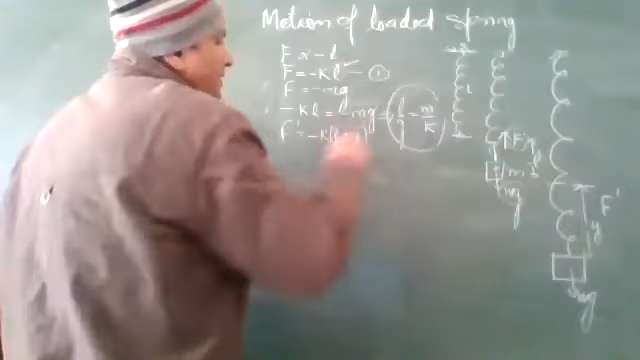 Motion of loaded spring
F ∝ -l
F = -Kl — ①
F = -mg
-Kl = -mg ⇒ l/g = m/K
F' = -K(l
l
F
m
mg
F'
y
mg